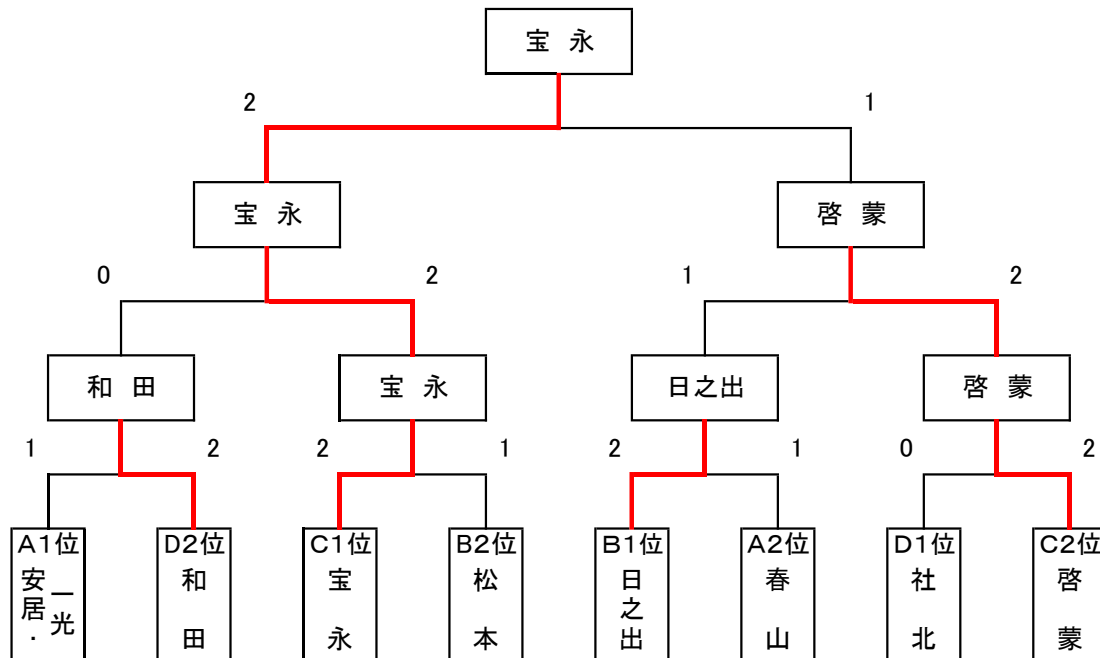 宝 永
2 1
宝 永 啓 蒙
0 2 1 2
和 田 宝 永 日之出 啓 蒙
1 2 2 1 2 1 0 2
A1位 D2位 C1位 B2位 B1位 A2位 D1位 C2位
安居・一光 和田 宝永 松本 日之出 春山 社北 啓蒙